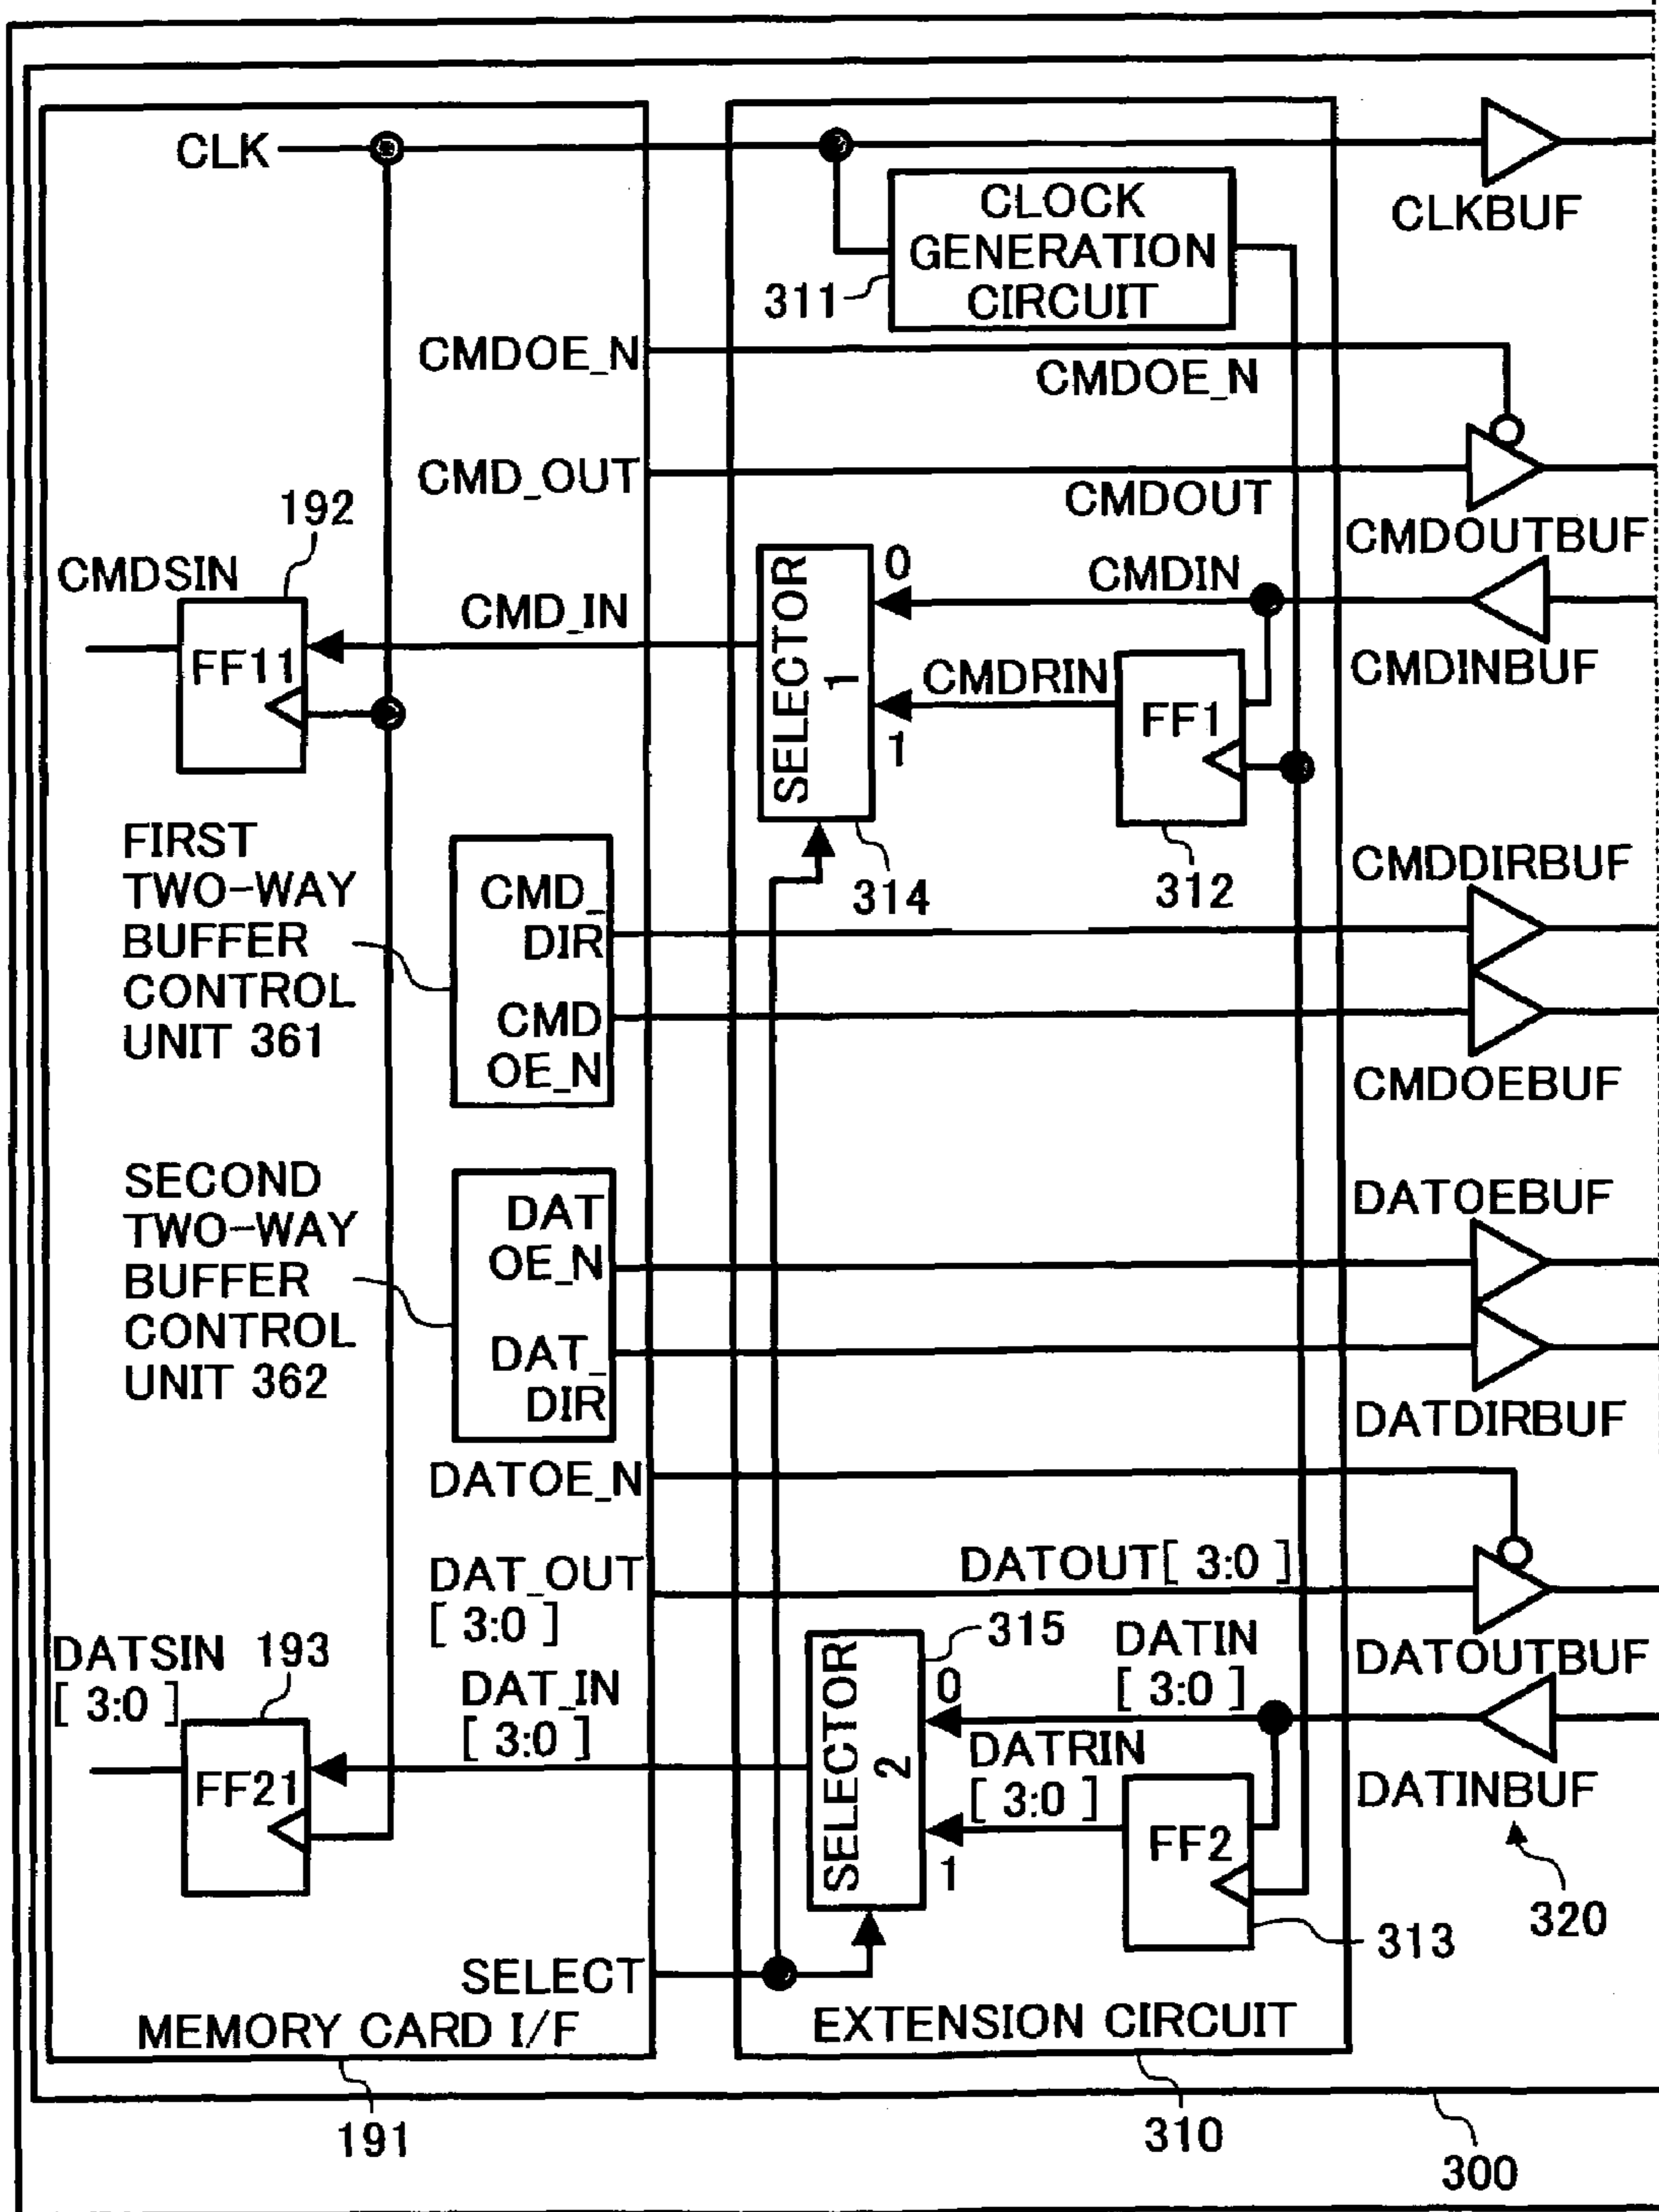 CLK
CLKBUF
CLOCK
GENERATION
CIRCUIT
311
CMDOE_N
CMDOE_N
CMD_OUT
CMDOUT
CMDOUTBUF
192
CMDSIN
FF11
CMD_IN
SELECTOR
1
0
1
CMDIN
CMDRIN
FF1
CMDINBUF
314
312
FIRST
TWO-WAY
BUFFER
CONTROL
UNIT 361
CMD_
DIR
CMD
OE_N
CMDDIRBUF
CMDOEBUF
SECOND
TWO-WAY
BUFFER
CONTROL
UNIT 362
DAT
OE_N
DAT_
DIR
DATOEBUF
DATDIRBUF
DATOE_N
DAT_OUT
[ 3:0 ]
DATOUT[ 3:0 ]
DATOUTBUF
DATSIN
[ 3:0 ]
193
FF21
DAT_IN
[ 3:0 ]
SELECTOR
2
315
0
1
DATIN
[ 3:0 ]
DATRIN
[ 3:0 ]
FF2
DATINBUF
320
313
SELECT
MEMORY CARD I/F
EXTENSION CIRCUIT
191
310
300